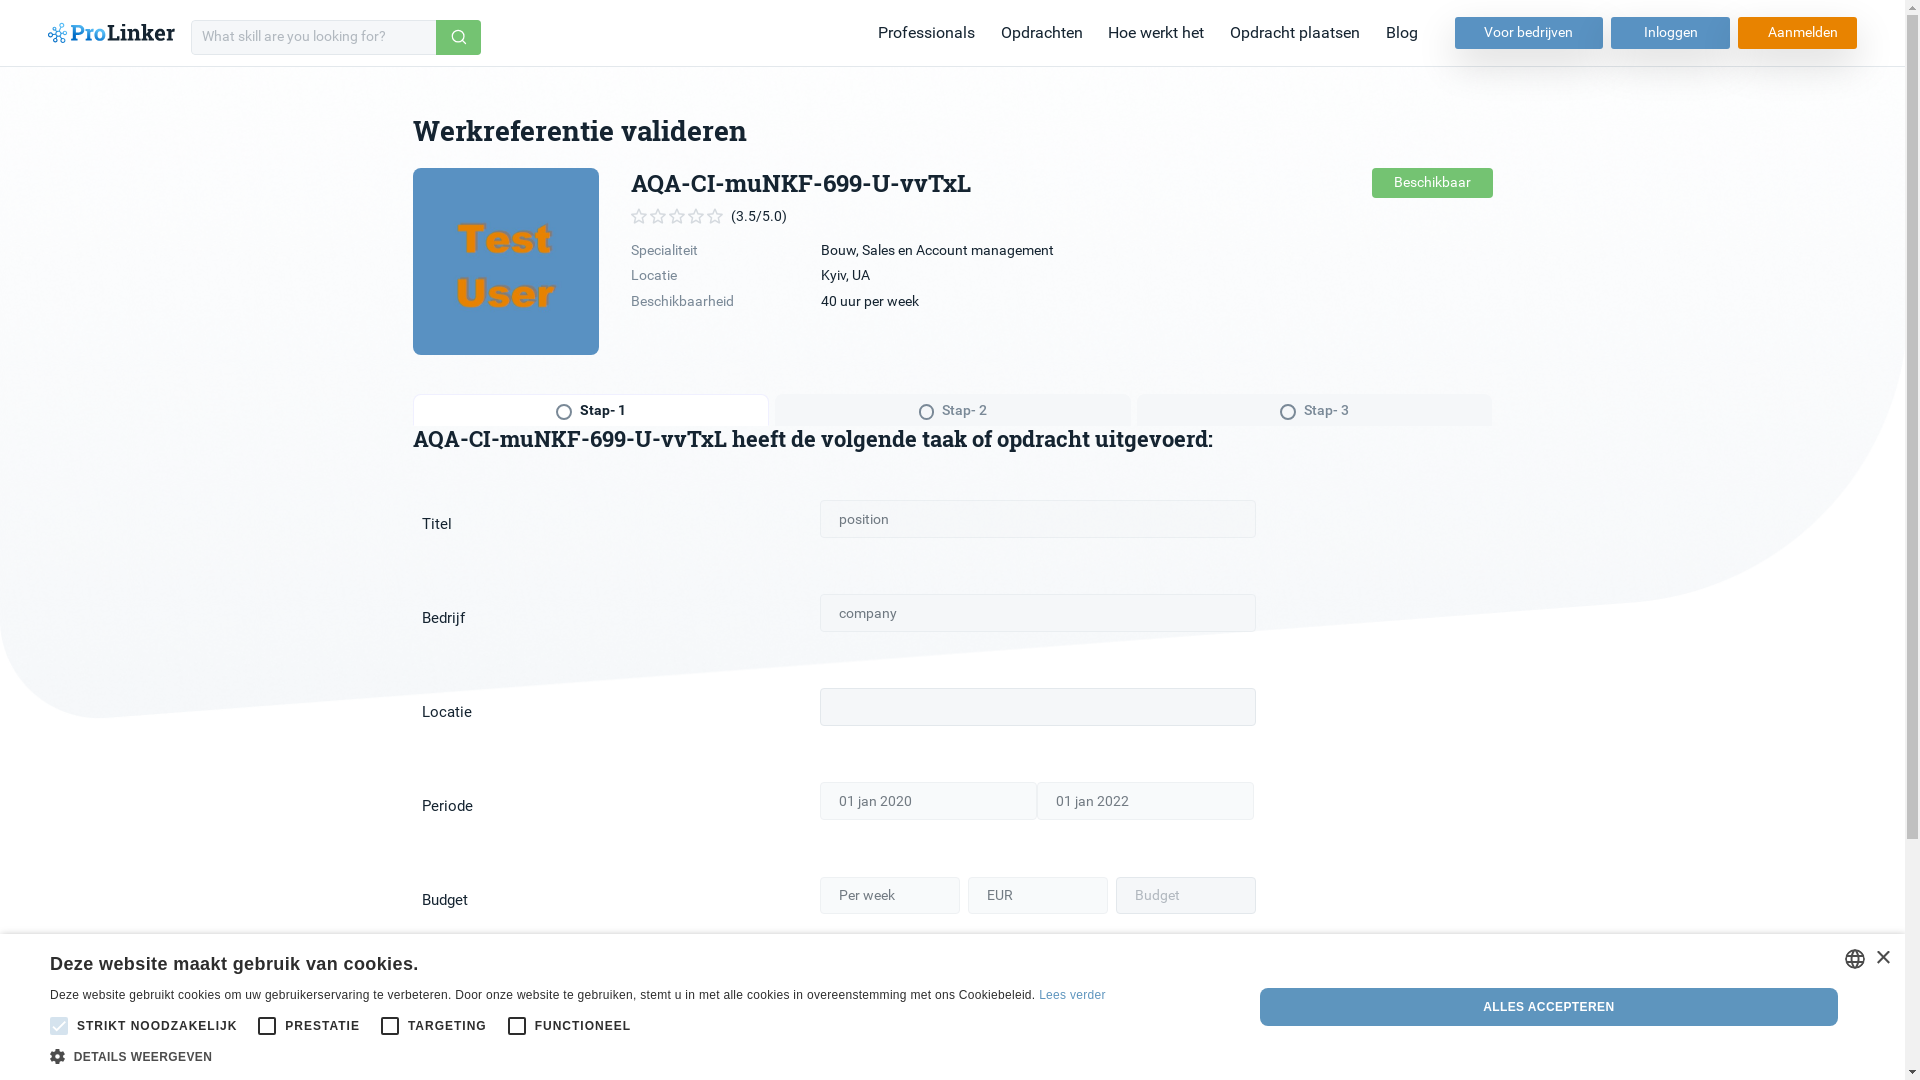 ProLinker
What skill are you looking for?
Professionals
Opdrachten
Hoe werkt het
Opdracht plaatsen
Blog
Voor bedrijven
Inloggen
Aanmelden
Werkreferentie valideren
Test
User
AQA-CI-muNKF-699-U-vvTxL
Beschikbaar
(3.5/5.0)
Specialiteit Bouw, Sales en Account management
Locatie Kyiv, UA
Beschikbaarheid 40 uur per week
Stap- 1
Stap- 2
Stap- 3
AQA-CI-muNKF-699-U-vvTxL heeft de volgende taak of opdracht uitgevoerd:
Titel position
Bedrijf company
Locatie
Periode 01 jan 2020 01 jan 2022
Budget Per week EUR Budget
Deze website maakt gebruik van cookies.
Deze website gebruikt cookies om uw gebruikerservaring te verbeteren. Door onze website te gebruiken, stemt u in met alle cookies in overeenstemming met ons Cookiebeleid. Lees verder
STRIKT NOODZAKELIJK PRESTATIE TARGETING FUNCTIONEEL
DETAILS WEERGEVEN
ALLES ACCEPTEREN